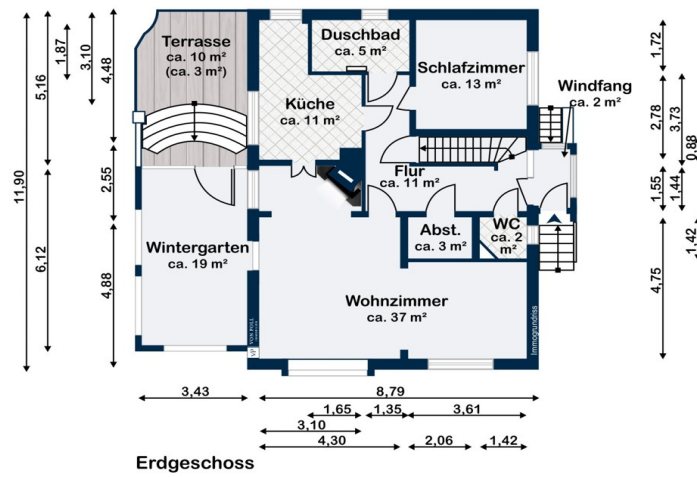 Terrasse
ca. 10 m²
(ca. 3 m²)
Duschbad
ca. 5 m²
Schlafzimmer
ca. 13 m²
Windfang
ca. 2 m²
Küche
ca. 11 m²
Flur
ca. 11 m²
Wintergarten
ca. 19 m²
Abst.
ca. 3 m²
WC
ca. 2
m²
Wohnzimmer
ca. 37 m²
VON POLL
VP
Immogrundriss
11,90
5,16
6,12
1,87
3,10
4,48
2,55
4,88
1,72
2,78
3,73
0,88
1,55
1,44
1,42
4,75
3,43
8,79
1,65
1,35
3,61
3,10
4,30
2,06
1,42
Erdgeschoss